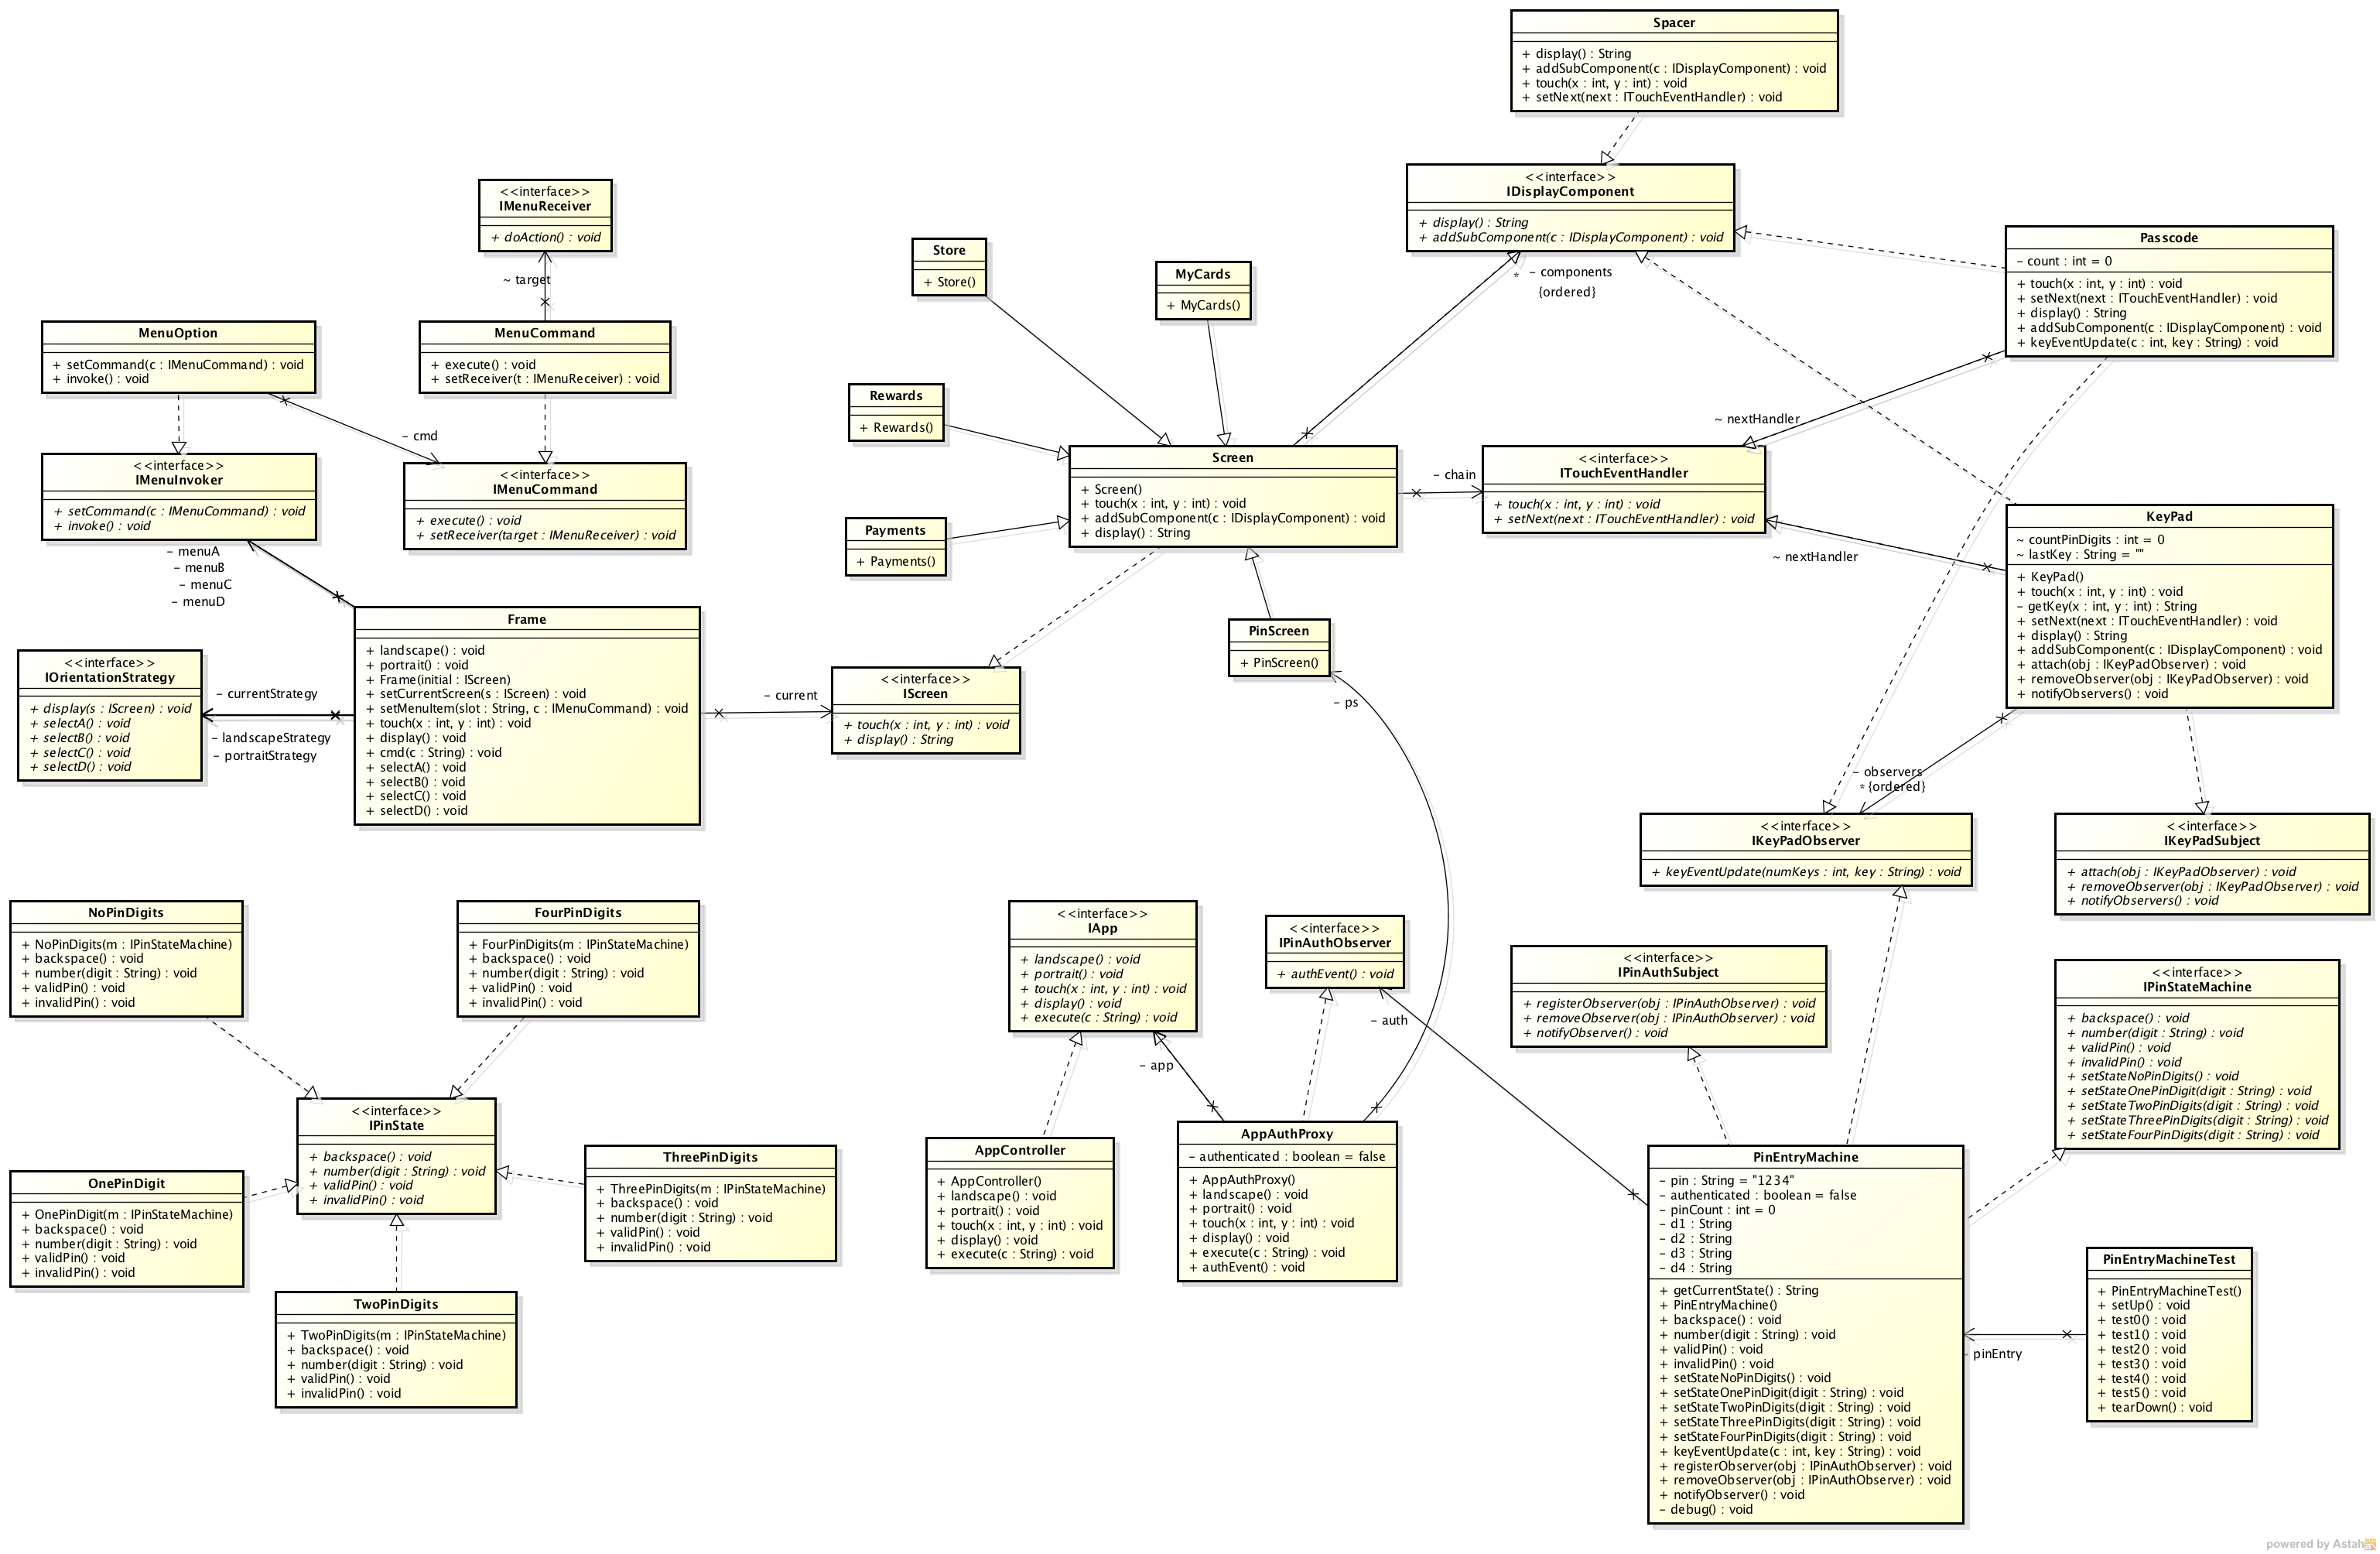 Spacer
+ display() : String
+ addSubComponent(c : IDisplayComponent) : void
+ touch(x : int, y : int) : void
+ setNext(next : ITouchEventHandler) : void
<<interface>>
IDisplayComponent
+ display() : String
+ addSubComponent(c : IDisplayComponent) : void
* - components
{ordered}
<<interface>>
IMenuReceiver
+ doAction() : void
~ target
Store
+ Store()
MyCards
+ MyCards()
Passcode
- count : int = 0
+ touch(x : int, y : int) : void
+ setNext(next : ITouchEventHandler) : void
+ display() : String
+ addSubComponent(c : IDisplayComponent) : void
+ keyEventUpdate(c : int, key : String) : void
MenuOption
+ setCommand(c : IMenuCommand) : void
+ invoke() : void
MenuCommand
+ execute() : void
+ setReceiver(t : IMenuReceiver) : void
- cmd
Rewards
+ Rewards()
~ nextHandler
<<interface>>
IMenuInvoker
+ setCommand(c : IMenuCommand) : void
+ invoke() : void
<<interface>>
IMenuCommand
+ execute() : void
+ setReceiver(target : IMenuReceiver) : void
Screen
+ Screen()
+ touch(x : int, y : int) : void
+ addSubComponent(c : IDisplayComponent) : void
+ display() : String
- chain
<<interface>>
ITouchEventHandler
+ touch(x : int, y : int) : void
+ setNext(next : ITouchEventHandler) : void
Payments
+ Payments()
~ nextHandler
KeyPad
~ countPinDigits : int = 0
~ lastKey : String = ""
+ KeyPad()
+ touch(x : int, y : int) : void
- getKey(x : int, y : int) : String
+ setNext(next : ITouchEventHandler) : void
+ display() : String
+ addSubComponent(c : IDisplayComponent) : void
+ attach(obj : IKeyPadObserver) : void
+ removeObserver(obj : IKeyPadObserver) : void
+ notifyObservers() : void
- menuA
- menuB
- menuC
- menuD
Frame
+ landscape() : void
+ portrait() : void
+ Frame(initial : IScreen)
+ setCurrentScreen(s : IScreen) : void
+ setMenuItem(slot : String, c : IMenuCommand) : void
+ touch(x : int, y : int) : void
+ display() : void
+ cmd(c : String) : void
+ selectA() : void
+ selectB() : void
+ selectC() : void
+ selectD() : void
PinScreen
+ PinScreen()
<<interface>>
IOrientationStrategy
+ display(s : IScreen) : void
+ selectA() : void
+ selectB() : void
+ selectC() : void
+ selectD() : void
- currentStrategy
- landscapeStrategy
- portraitStrategy
- current
<<interface>>
IScreen
+ touch(x : int, y : int) : void
+ display() : String
- ps
- observers
* {ordered}
<<interface>>
IKeyPadObserver
+ keyEventUpdate(numKeys : int, key : String) : void
<<interface>>
IKeyPadSubject
+ attach(obj : IKeyPadObserver) : void
+ removeObserver(obj : IKeyPadObserver) : void
+ notifyObservers() : void
NoPinDigits
+ NoPinDigits(m : IPinStateMachine)
+ backspace() : void
+ number(digit : String) : void
+ validPin() : void
+ invalidPin() : void
FourPinDigits
+ FourPinDigits(m : IPinStateMachine)
+ backspace() : void
+ number(digit : String) : void
+ validPin() : void
+ invalidPin() : void
<<interface>>
IApp
+ landscape() : void
+ portrait() : void
+ touch(x : int, y : int) : void
+ display() : void
+ execute(c : String) : void
<<interface>>
IPinAuthObserver
+ authEvent() : void
- auth
<<interface>>
IPinAuthSubject
+ registerObserver(obj : IPinAuthObserver) : void
+ removeObserver(obj : IPinAuthObserver) : void
+ notifyObserver() : void
<<interface>>
IPinStateMachine
+ backspace() : void
+ number(digit : String) : void
+ validPin() : void
+ invalidPin() : void
+ setStateNoPinDigits() : void
+ setStateOnePinDigit(digit : String) : void
+ setStateTwoPinDigits(digit : String) : void
+ setStateThreePinDigits(digit : String) : void
+ setStateFourPinDigits(digit : String) : void
- app
<<interface>>
IPinState
+ backspace() : void
+ number(digit : String) : void
+ validPin() : void
+ invalidPin() : void
OnePinDigit
+ OnePinDigit(m : IPinStateMachine)
+ backspace() : void
+ number(digit : String) : void
+ validPin() : void
+ invalidPin() : void
ThreePinDigits
+ ThreePinDigits(m : IPinStateMachine)
+ backspace() : void
+ number(digit : String) : void
+ validPin() : void
+ invalidPin() : void
AppController
+ AppController()
+ landscape() : void
+ portrait() : void
+ touch(x : int, y : int) : void
+ display() : void
+ execute(c : String) : void
AppAuthProxy
- authenticated : boolean = false
+ AppAuthProxy()
+ landscape() : void
+ portrait() : void
+ touch(x : int, y : int) : void
+ display() : void
+ execute(c : String) : void
+ authEvent() : void
PinEntryMachine
- pin : String = "1234"
- authenticated : boolean = false
- pinCount : int = 0
- d1 : String
- d2 : String
- d3 : String
- d4 : String
+ getCurrentState() : String
+ PinEntryMachine()
+ backspace() : void
+ number(digit : String) : void
+ validPin() : void
+ invalidPin() : void
+ setStateNoPinDigits() : void
+ setStateOnePinDigit(digit : String) : void
+ setStateTwoPinDigits(digit : String) : void
+ setStateThreePinDigits(digit : String) : void
+ setStateFourPinDigits(digit : String) : void
+ keyEventUpdate(c : int, key : String) : void
+ registerObserver(obj : IPinAuthObserver) : void
+ removeObserver(obj : IPinAuthObserver) : void
+ notifyObserver() : void
- debug() : void
- pinEntry
PinEntryMachineTest
+ PinEntryMachineTest()
+ setUp() : void
+ test0() : void
+ test1() : void
+ test2() : void
+ test3() : void
+ test4() : void
+ test5() : void
+ tearDown() : void
TwoPinDigits
+ TwoPinDigits(m : IPinStateMachine)
+ backspace() : void
+ number(digit : String) : void
+ validPin() : void
+ invalidPin() : void
powered by Astah